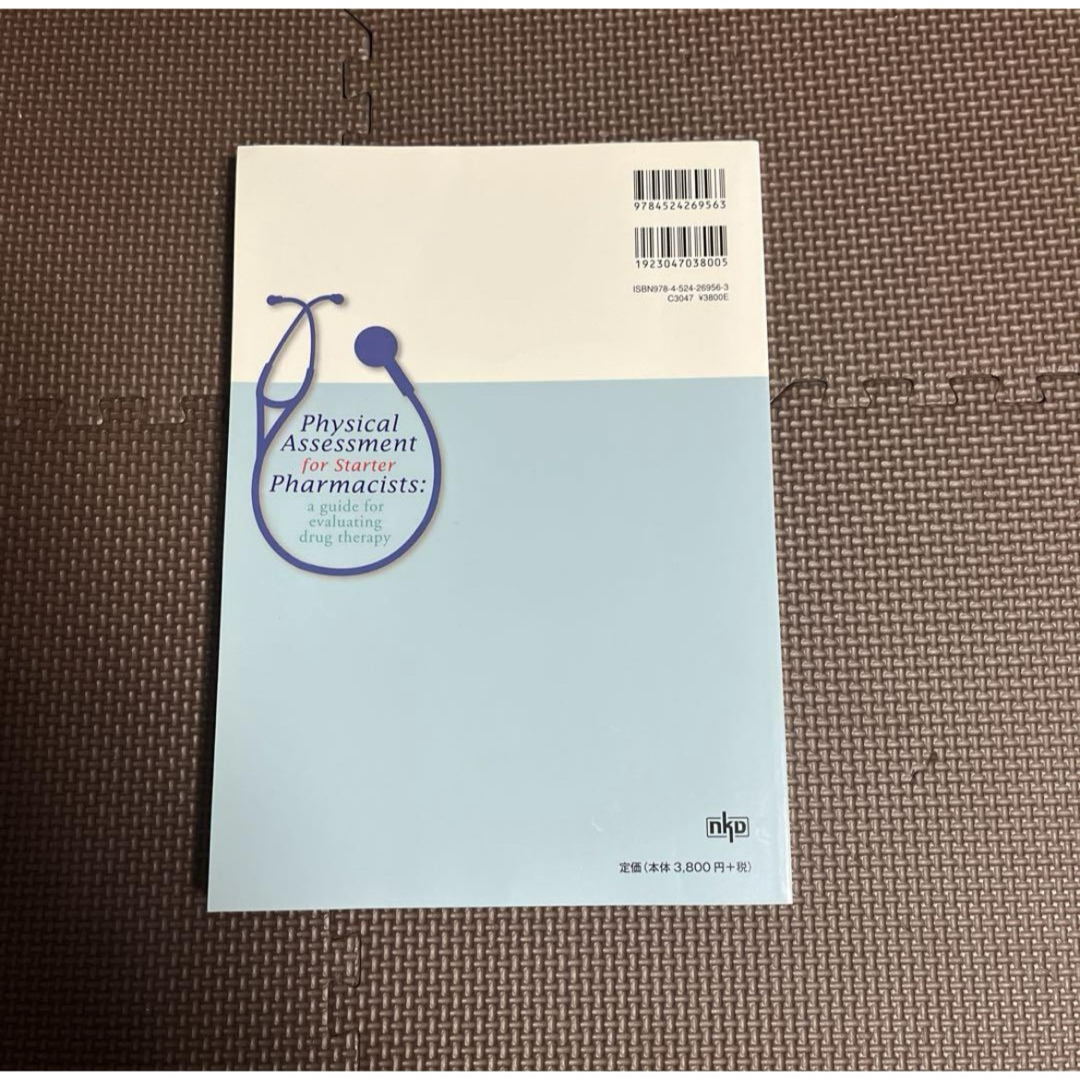 9784524269563
1923047038005
ISBN978-4-524-26956-3
C3047 ¥3800E
Physical
Assessment
for Starter
Pharmacists:
a guide for
evaluating
drug therapy
nkD
定価(本体 3,800 円+税)